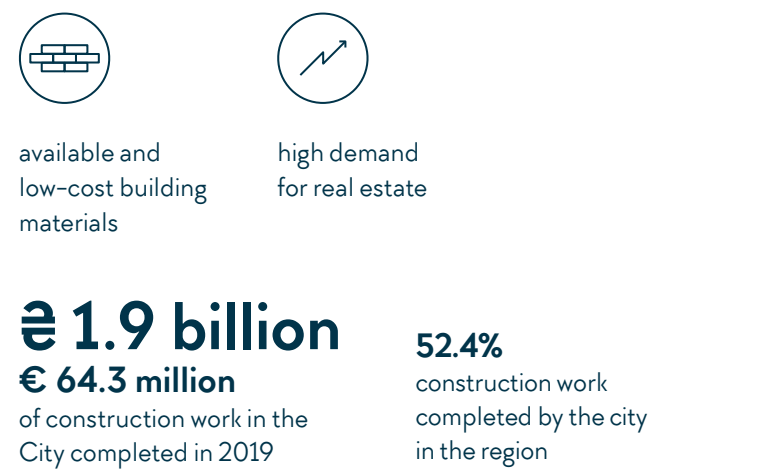 available and
low-cost building
materials
high demand
for real estate
₴ 1.9 billion
€ 64.3 million
of construction work in the
City completed in 2019
52.4%
construction work
completed by the city
in the region